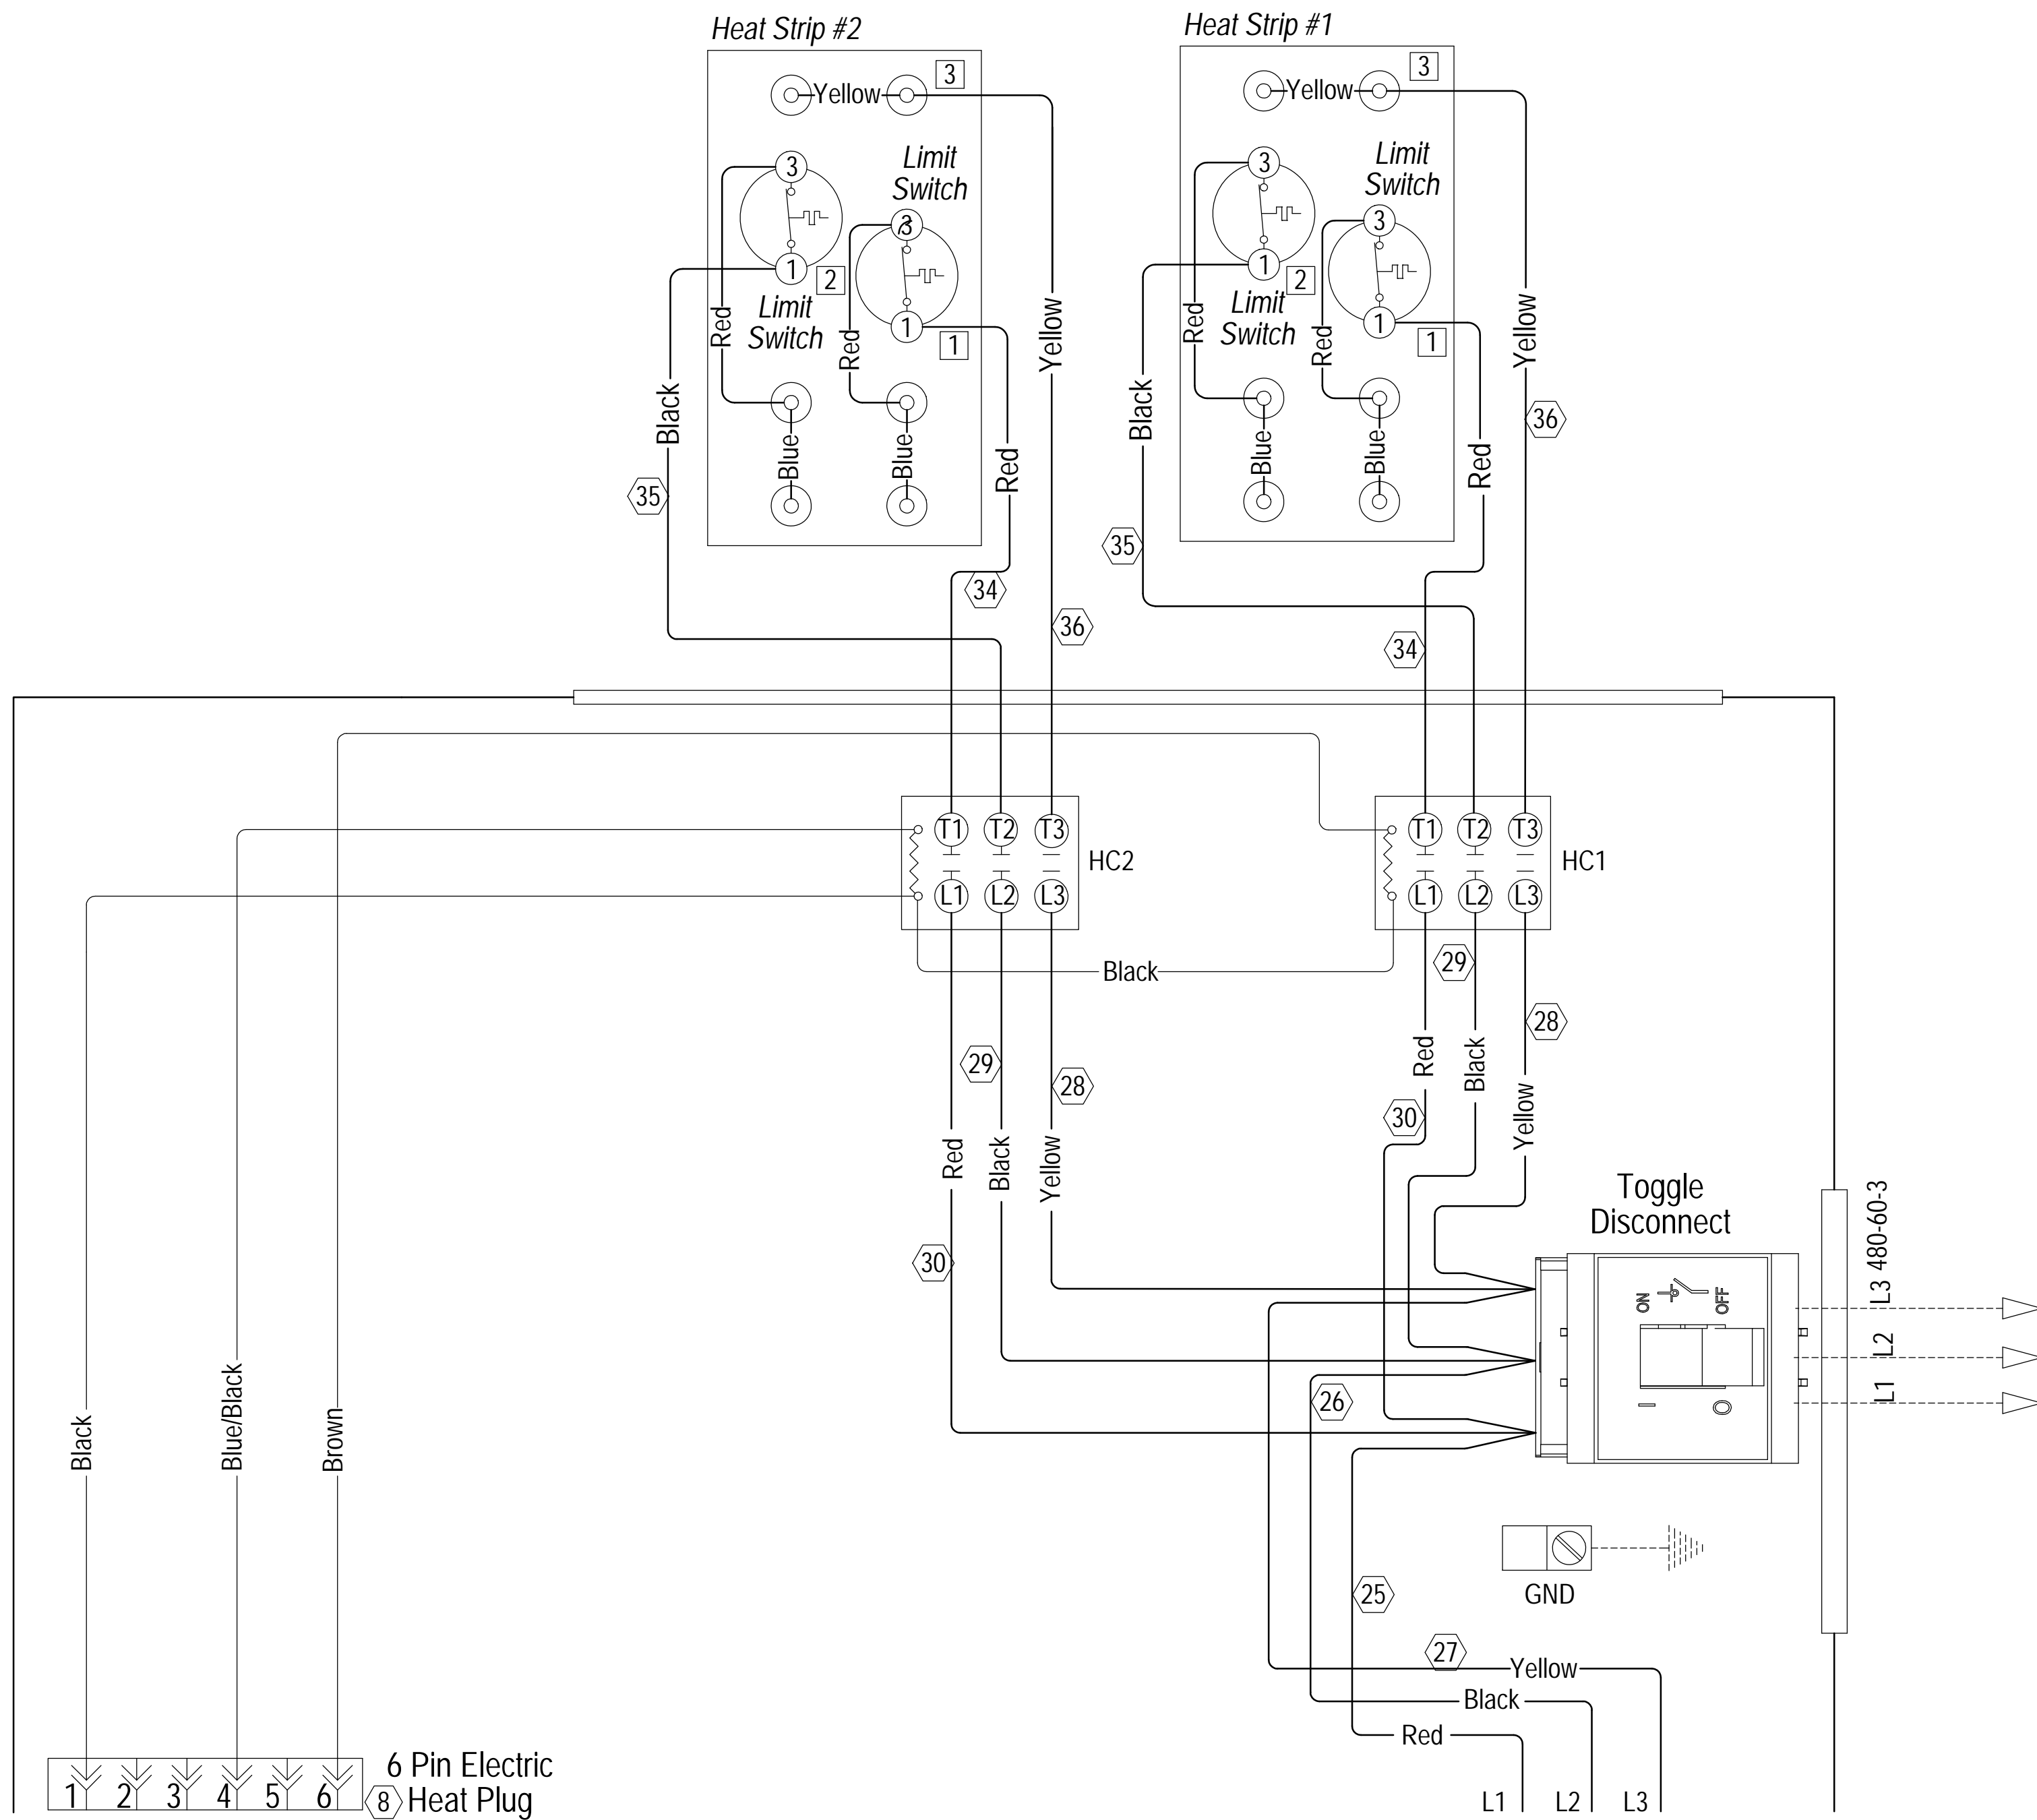 Heat Strip #2
Heat Strip #1
3
Yellow
3
Yellow
3
Limit
Switch
3
1
2
Limit
Switch
1
1
Red
Red
Black
Blue
Blue
Red
Yellow
35
34
36
3
Limit
Switch
3
1
2
Limit
Switch
1
1
Red
Red
Black
Blue
Blue
Red
Yellow
36
35
34
T1
T2
T3
HC2
L1
L2
L3
T1
T2
T3
HC1
L1
L2
L3
Black
29
28
29
28
30
Red
Black
Yellow
Red
Black
Yellow
30
Toggle
Disconnect
ON
OFF
I
O
L3 480-60-3
L2
L1
26
25
GND
27
Yellow
Black
Red
L1
L2
L3
Black
Blue/Black
Brown
1
2
3
4
5
6
6 Pin Electric
8 Heat Plug